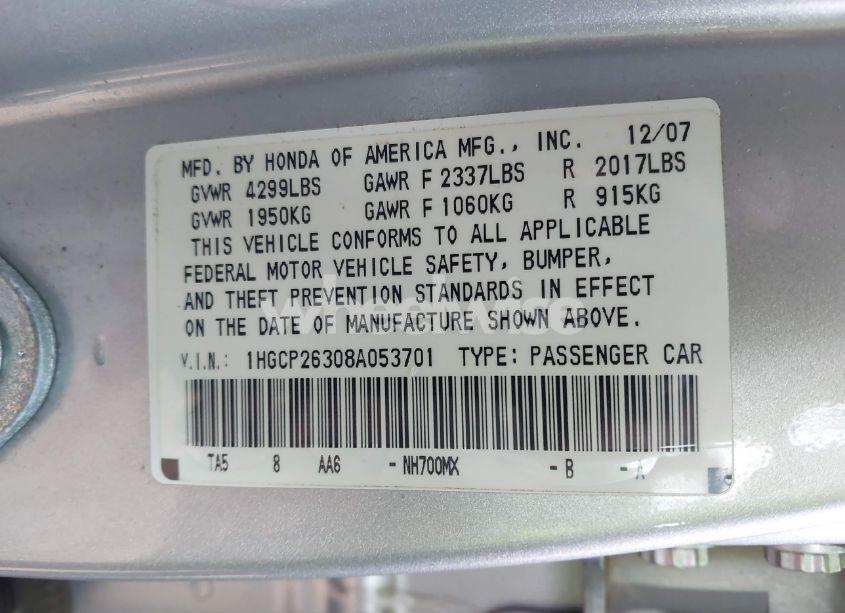 MFD. BY HONDA OF AMERICA MFG., INC. 12/07
GVWR 4299LBS GAWR F 2337LBS R 2017LBS
GVWR 1950KG GAWR F 1060KG R 915KG
THIS VEHICLE CONFORMS TO ALL APPLICABLE
FEDERAL MOTOR VEHICLE SAFETY, BUMPER,
AND THEFT PREVENTION STANDARDS IN EFFECT
wheelwise
ON THE DATE OF MANUFACTURE SHOWN ABOVE.
V.I.N.: 1HGCP26308A053701 TYPE: PASSENGER CAR
TA5 8 AA6 -NH700MX -B -A